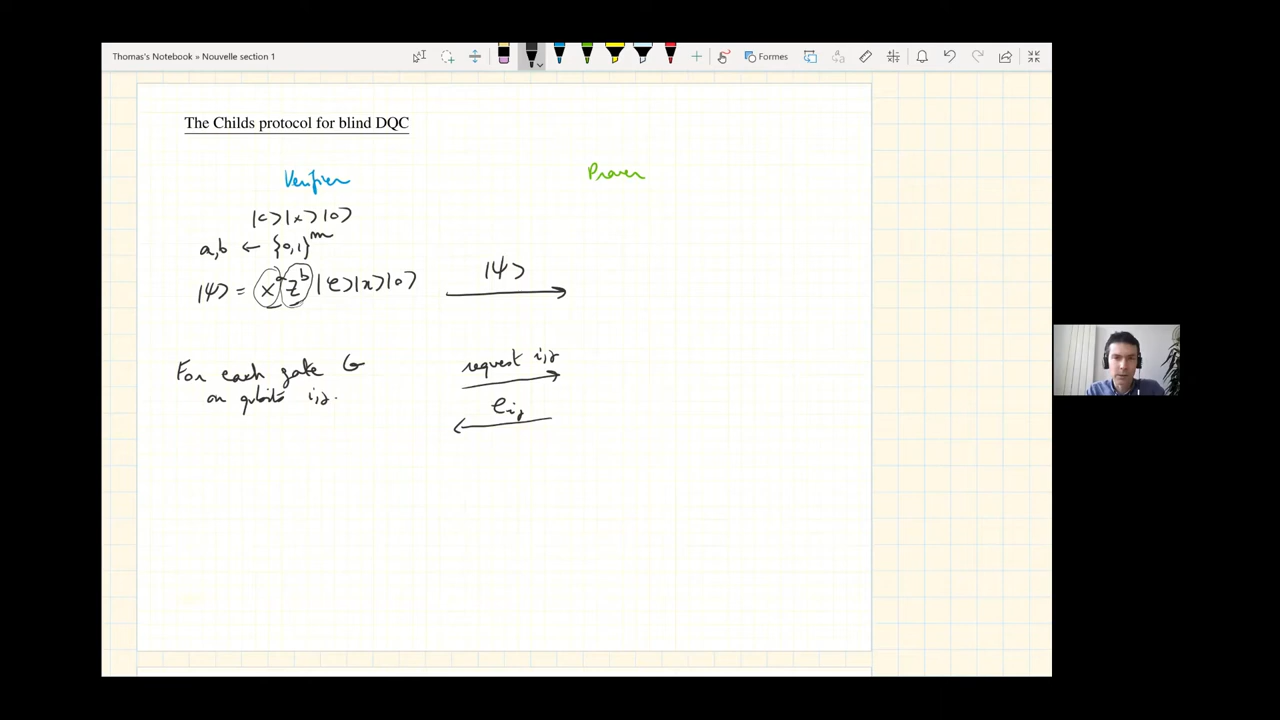 Thomas's Notebook » Nouvelle section 1
Formes
The Childs protocol for blind DQC
Verifier
Prover
|C>|x>|0>
a,b ← {0,1}^m
|ψ> = X^a Z^b |C>|x>|0>
|ψ>
For each gate G
on qubits i,j.
request i,j
e_{i,j}